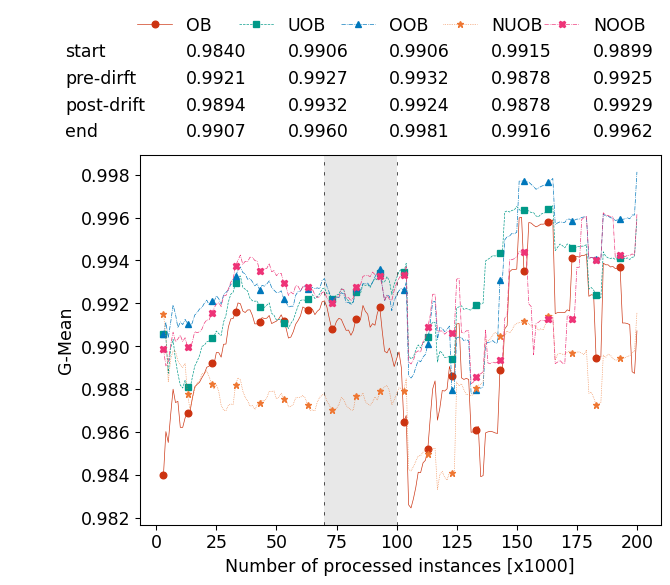 OB UOB OOB NUOB NOOB
start 0.9840 0.9906 0.9906 0.9915 0.9899
pre-dirft 0.9921 0.9927 0.9932 0.9878 0.9925
post-drift 0.9894 0.9932 0.9924 0.9878 0.9929
end 0.9907 0.9960 0.9981 0.9916 0.9962
0.998
0.996
0.994
0.992
0.990
0.988
0.986
0.984
0.982
G-Mean
0 25 50 75 100 125 150 175 200
Number of processed instances [x1000]